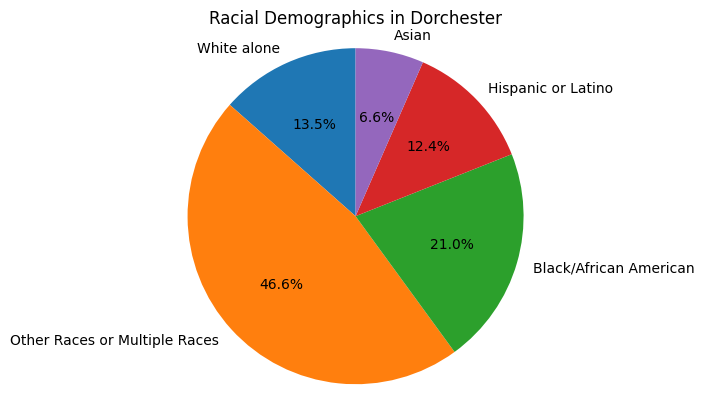 Racial Demographics in Dorchester
Asian
White alone
Hispanic or Latino
6.6%
13.5%
12.4%
21.0%
Black/African American
46.6%
Other Races or Multiple Races